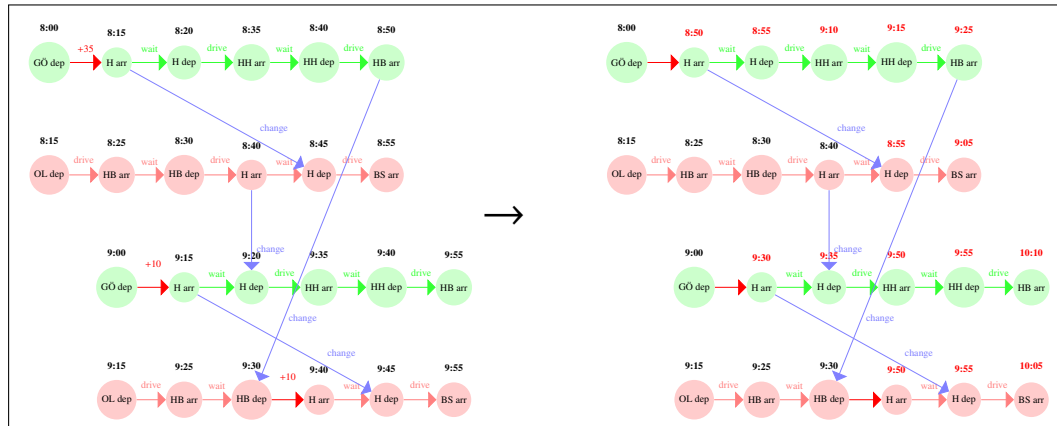 8:00 8:15 8:20 8:35 8:40 8:50
+35 wait drive wait drive
GÖ dep H arr H dep HH arr HH dep HB arr
change
8:15 8:25 8:30 8:40 8:45 8:55
drive wait drive wait drive
OL dep HB arr HB dep H arr H dep BS arr
change
9:00 9:15 9:20 9:35 9:40 9:55
+10 wait drive wait drive
GÖ dep H arr H dep HH arr HH dep HB arr
change
change
9:15 9:25 9:30 9:40 9:45 9:55
drive wait +10 wait drive
OL dep HB arr HB dep H arr H dep BS arr
→
8:00 8:50 8:55 9:10 9:15 9:25
wait drive wait drive
GÖ dep H arr H dep HH arr HH dep HB arr
change
8:15 8:25 8:30 8:40 8:55 9:05
drive wait drive wait drive
OL dep HB arr HB dep H arr H dep BS arr
change
9:00 9:30 9:35 9:50 9:55 10:10
wait drive wait drive
GÖ dep H arr H dep HH arr HH dep HB arr
change
change
9:15 9:25 9:30 9:50 9:55 10:05
drive wait wait drive
OL dep HB arr HB dep H arr H dep BS arr